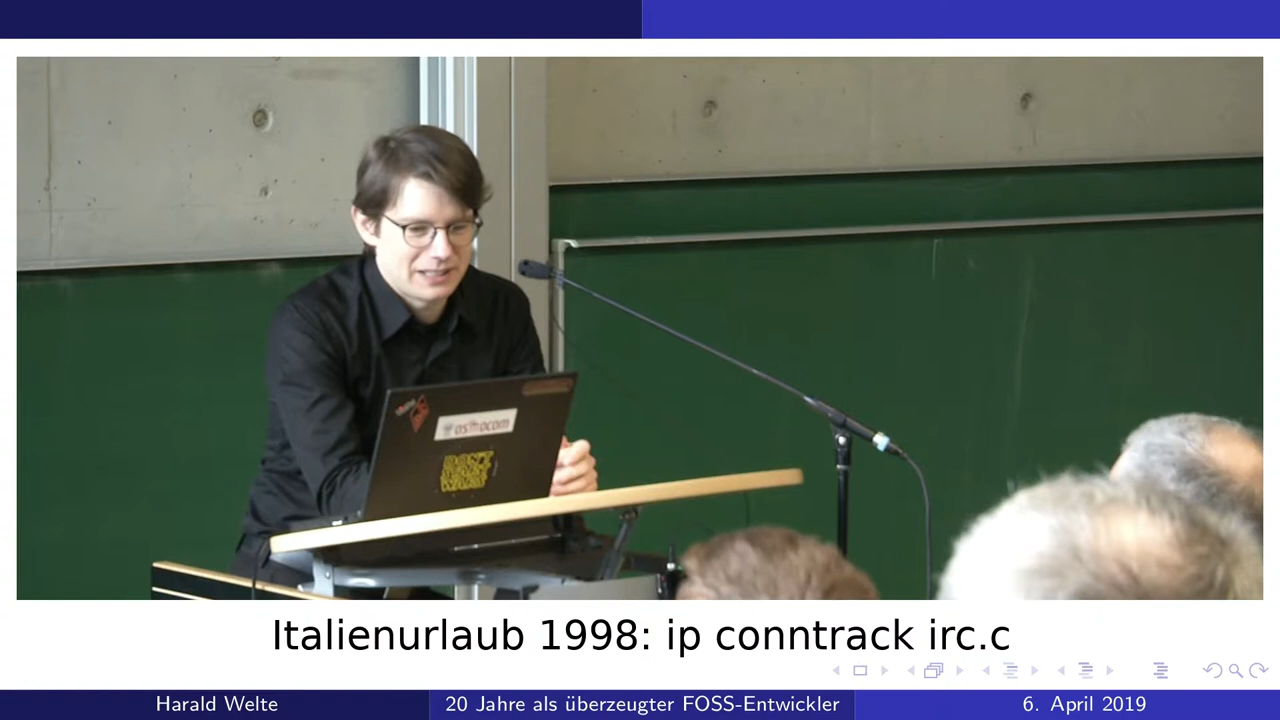 osmocom
Italienurlaub 1998: ip conntrack irc.c
Harald Welte
20 Jahre als überzeugter FOSS-Entwickler
6. April 2019